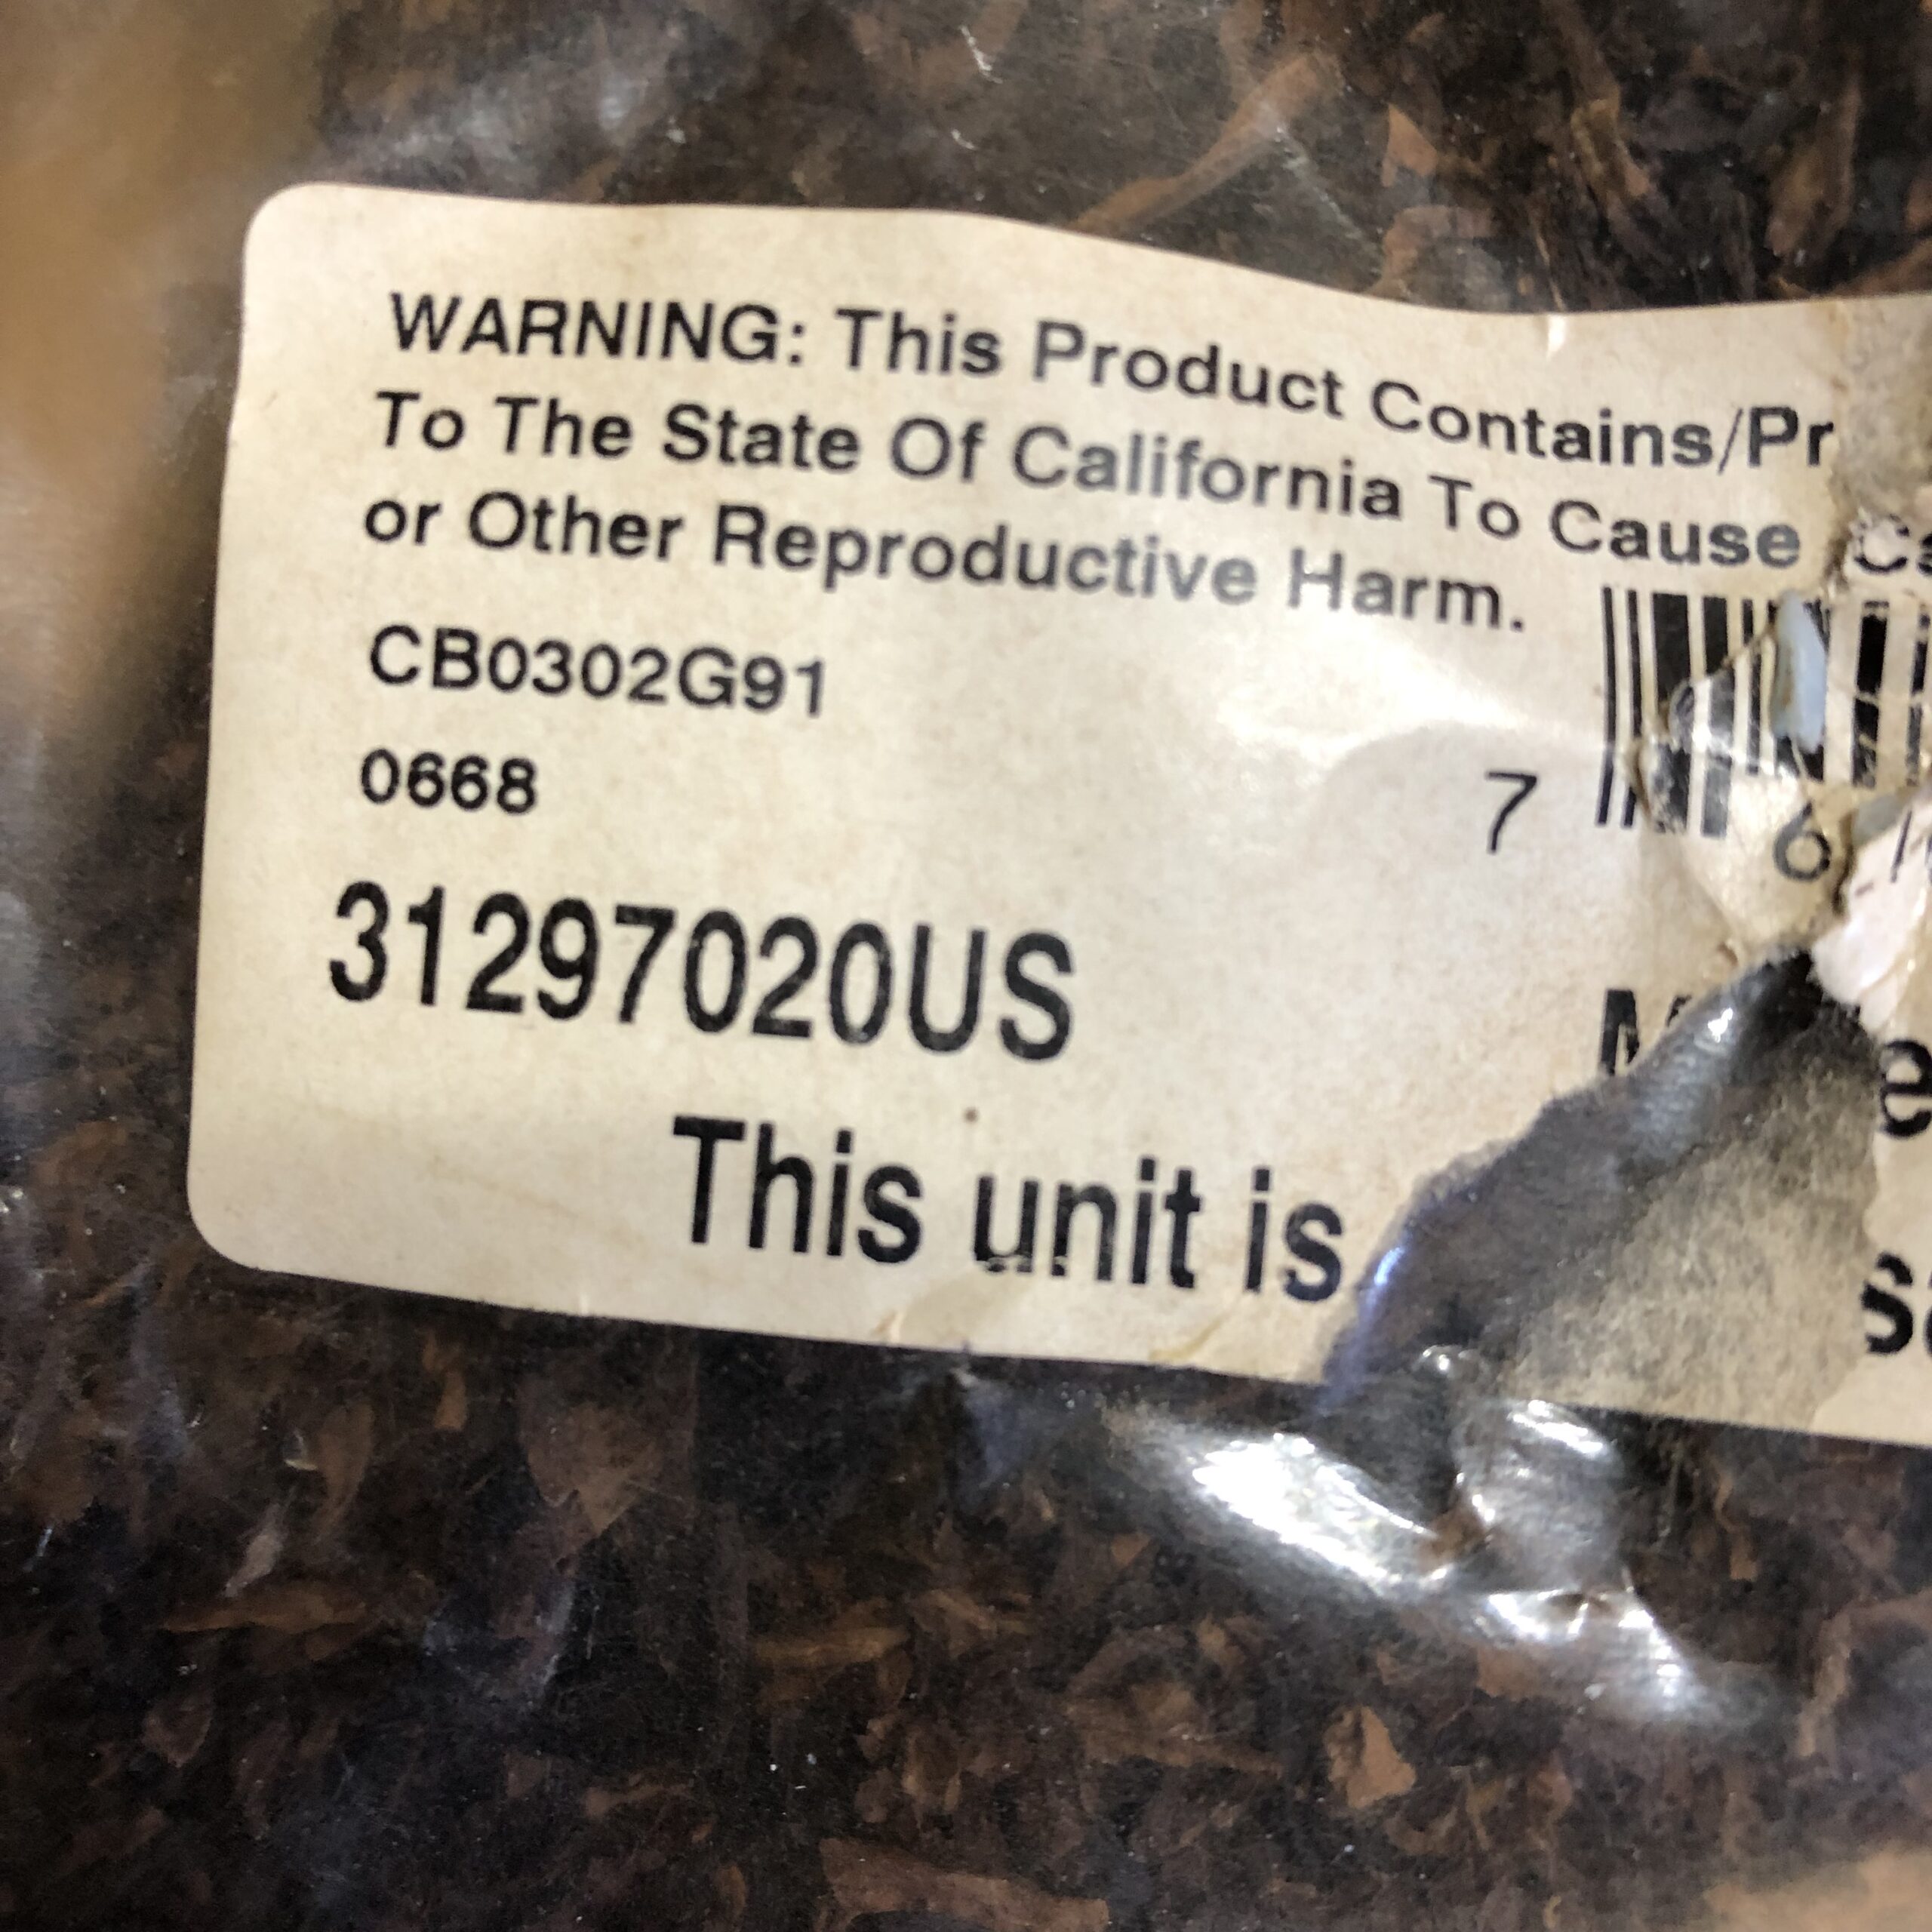 WARNING: This Product Contains/Pr
To The State Of California To Cause
or Other Reproductive Harm.
CB0302G91
0668
7 6
31297020US
This unit is